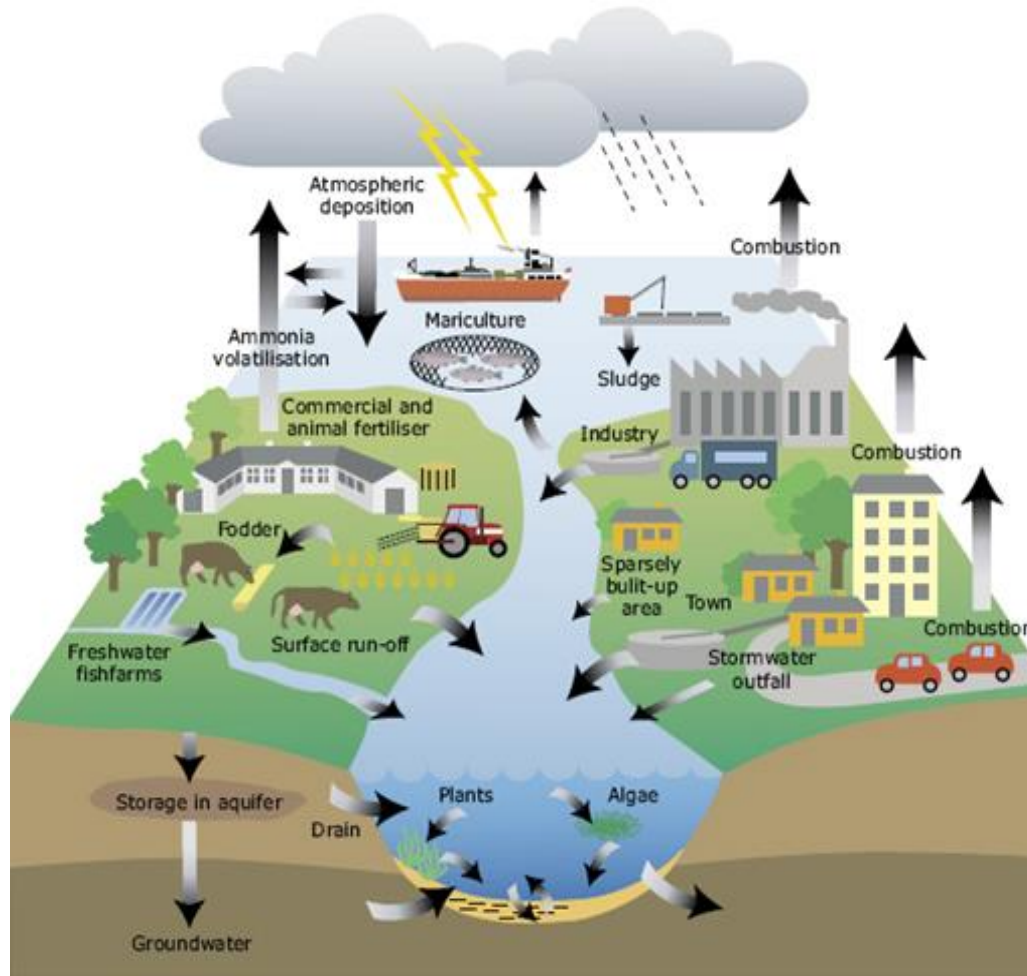 Atmospheric
deposition
Combustion
Mariculture
Ammonia
volatilisation
Sludge
Commercial and
animal fertiliser
Industry
Combustion
Fodder
Sparsely
bulit-up
area
Town
Surface run-off
Freshwater
fishfarms
Combustion
Stormwater
outfall
Plants
Algae
Storage in aquifer
Drain
Groundwater